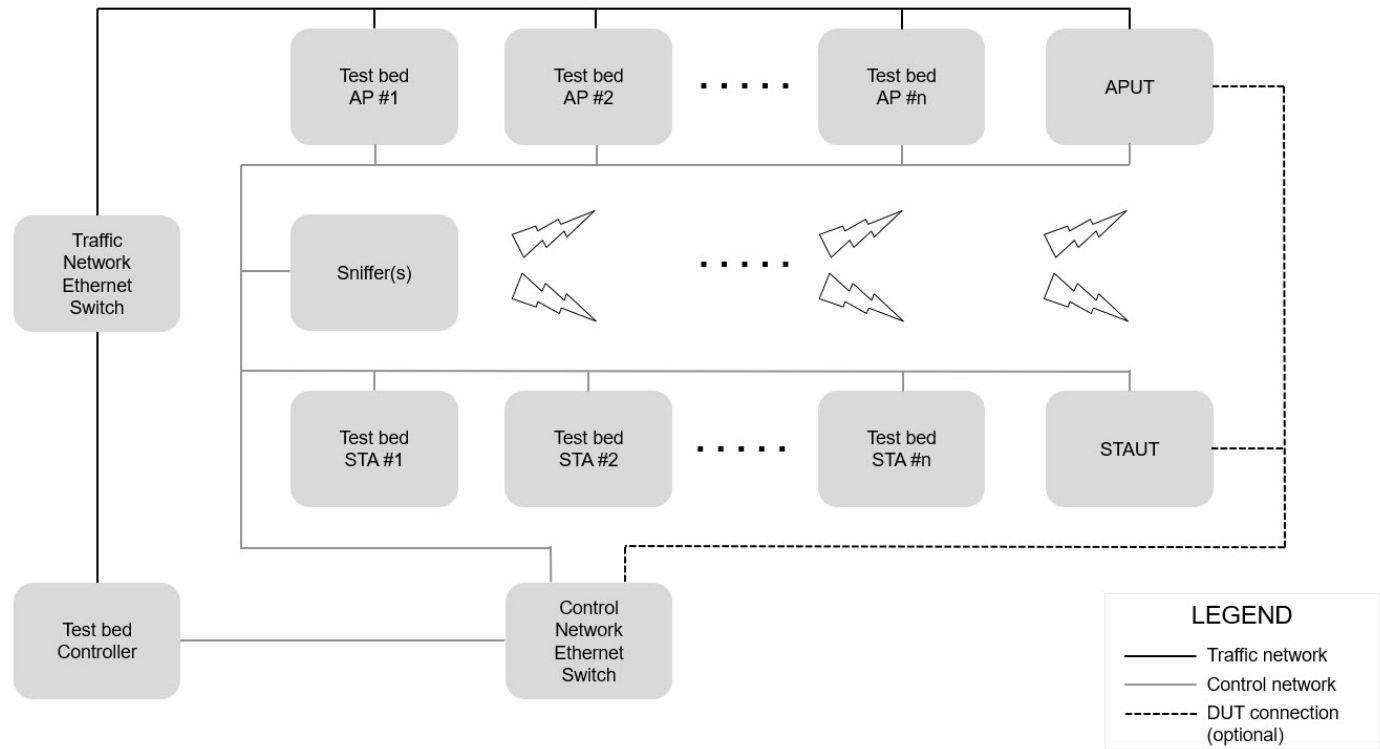 Test bed
AP #1
Test bed
AP #2
Test bed
AP #n
APUT
Traffic
Network
Ethernet
Switch
Sniffer(s)
Test bed
STA #1
Test bed
STA #2
Test bed
STA #n
STAUT
Test bed
Controller
Control
Network
Ethernet
Switch
LEGEND
Traffic network
Control network
DUT connection
(optional)